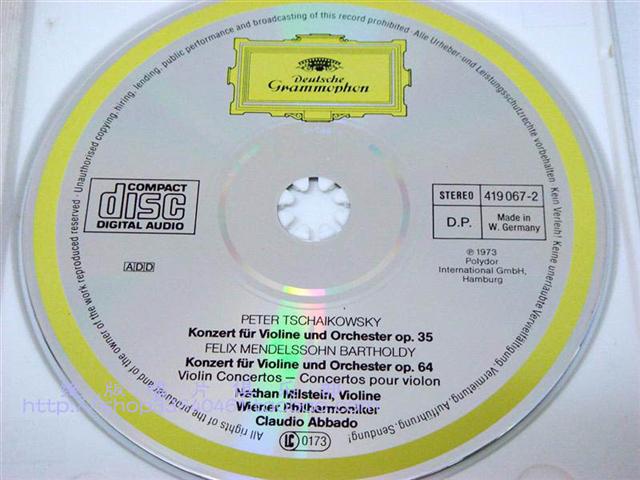 All rights of the producer and of the owner of the work reproduced reserved · Unauthorised copying, hiring, lending, public performance and broadcasting of this record prohibited · Alle Urheber- und Leistungsschutzrechte vorbehalten · Kein Verleih! Keine unerlaubte Vervielfältigung, Vermietung, Aufführung, Sendung!
Deutsche
Grammophon
COMPACT
disc
DIGITAL AUDIO
STEREO 419 067-2
D.P. Made in
W. Germany
ADD
℗ 1973
Polydor
International GmbH,
Hamburg
PETER TSCHAIKOWSKY
Konzert für Violine und Orchester op. 35
FELIX MENDELSSOHN BARTHOLDY
Konzert für Violine und Orchester op. 64
Violin Concertos – Concertos pour violon
Nathan Milstein, Violine
Wiener Philharmoniker
Claudio Abbado
LC 0173